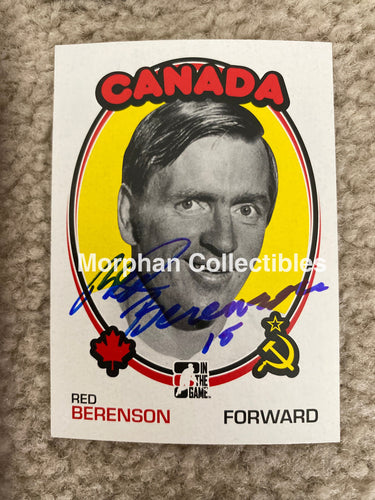 CANADA
Morphan Collectibles
Red Berenson
15
IN
THE
GAME
RED
BERENSON FORWARD